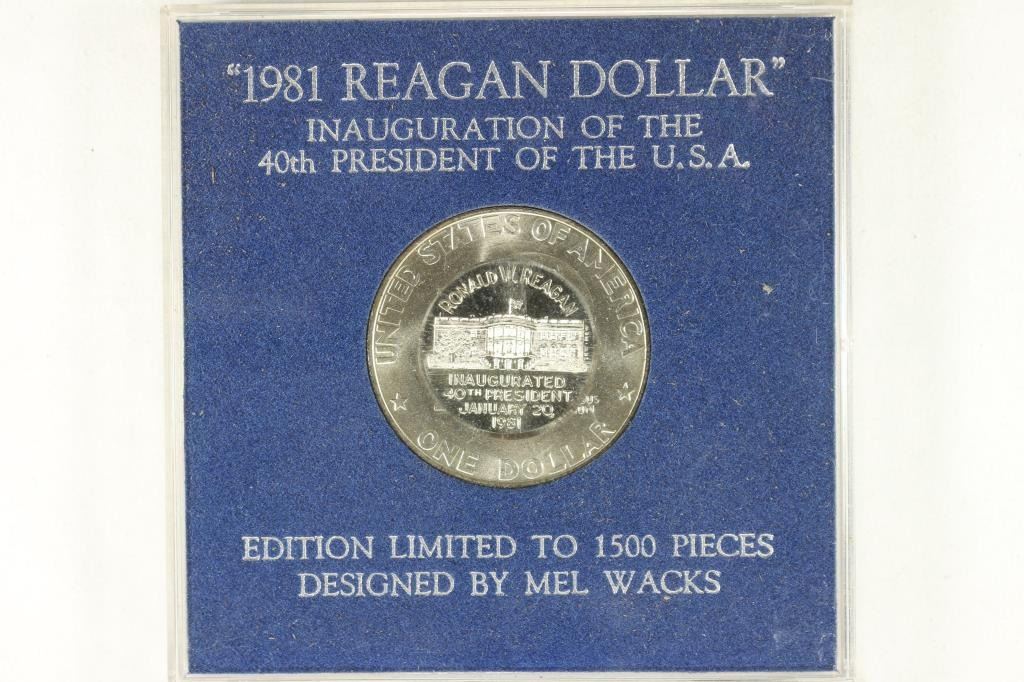 “1981 REAGAN DOLLAR”
INAUGURATION OF THE
40th PRESIDENT OF THE U.S.A.
UNITED STATES OF AMERICA
RONALD W. REAGAN
INAUGURATED
40TH PRESIDENT
JANUARY 20
1981
ONE DOLLAR
EDITION LIMITED TO 1500 PIECES
DESIGNED BY MEL WACKS